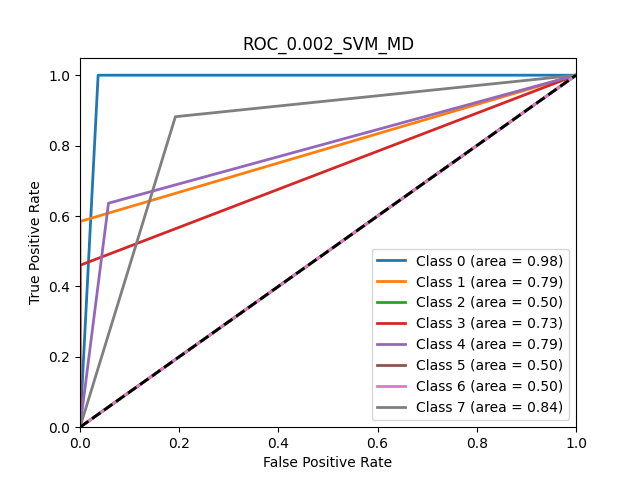 ROC_0.002_SVM_MD
True Positive Rate
1.0
0.8
0.6
0.4
0.2
0.0
Class 0 (area = 0.98)
Class 1 (area = 0.79)
Class 2 (area = 0.50)
Class 3 (area = 0.73)
Class 4 (area = 0.79)
Class 5 (area = 0.50)
Class 6 (area = 0.50)
Class 7 (area = 0.84)
0.0 0.2 0.4 0.6 0.8 1.0
False Positive Rate